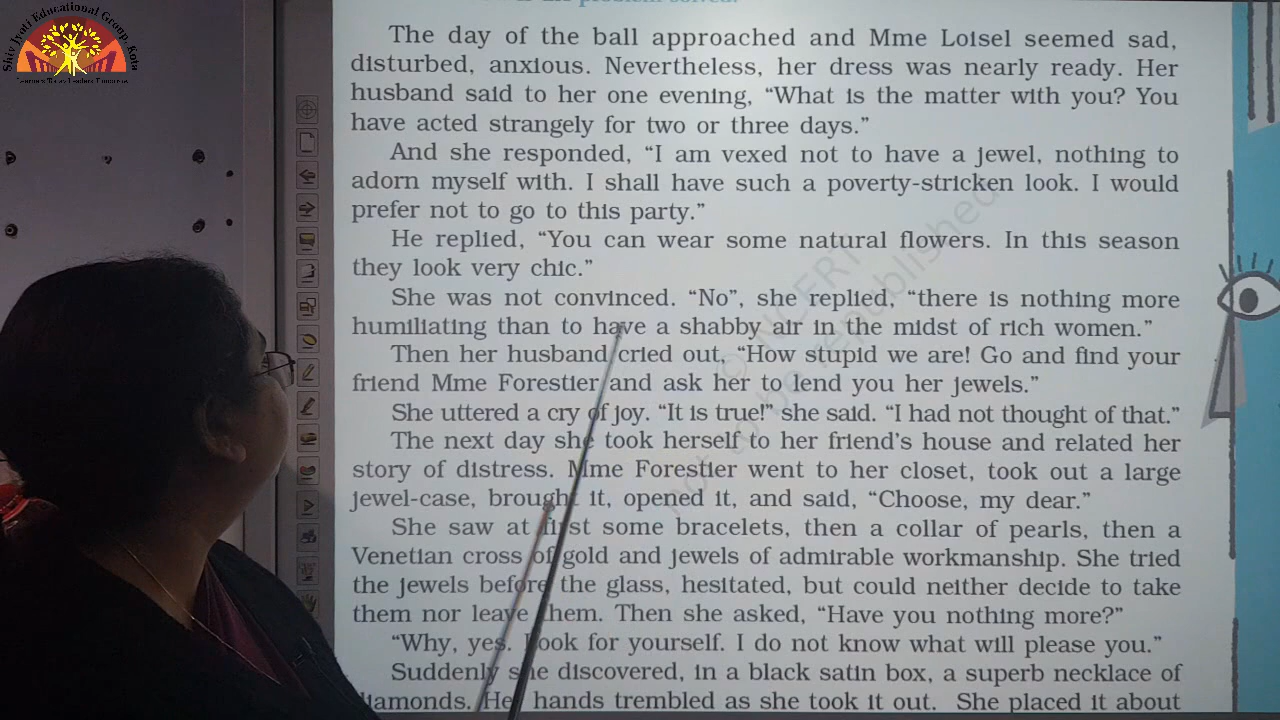 Shiv Jyoti Educational Group, Kota
The day of the ball approached and Mme Loisel seemed sad,
disturbed, anxious. Nevertheless, her dress was nearly ready. Her
husband said to her one evening, “What is the matter with you? You
have acted strangely for two or three days.”
And she responded, “I am vexed not to have a jewel, nothing to
adorn myself with. I shall have such a poverty-stricken look. I would
prefer not to go to this party.”
He replied, “You can wear some natural flowers. In this season
they look very chic.”
She was not convinced. “No”, she replied, “there is nothing more
humiliating than to have a shabby air in the midst of rich women.”
Then her husband cried out, “How stupid we are! Go and find your
friend Mme Forestier and ask her to lend you her jewels.”
She uttered a cry of joy. “It is true!” she said. “I had not thought of that.”
The next day she took herself to her friend’s house and related her
story of distress. Mme Forestier went to her closet, took out a large
jewel-case, brought it, opened it, and said, “Choose, my dear.”
She saw at first some bracelets, then a collar of pearls, then a
Venetian cross of gold and jewels of admirable workmanship. She tried
the jewels before the glass, hesitated, but could neither decide to take
them nor leave them. Then she asked, “Have you nothing more?”
“Why, yes. Look for yourself. I do not know what will please you.”
Suddenly she discovered, in a black satin box, a superb necklace of
diamonds. Her hands trembled as she took it out. She placed it about
© NCERT
not to be republished